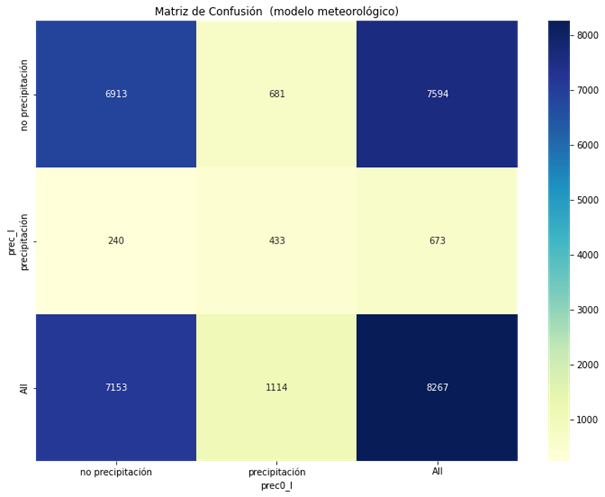 Matriz de Confusión  (modelo meteorológico)
no precipitación
6913
681
7594
prec_l
precipitación
240
433
673
All
7153
1114
8267
no precipitación
precipitación
All
prec0_l
8000
7000
6000
5000
4000
3000
2000
1000